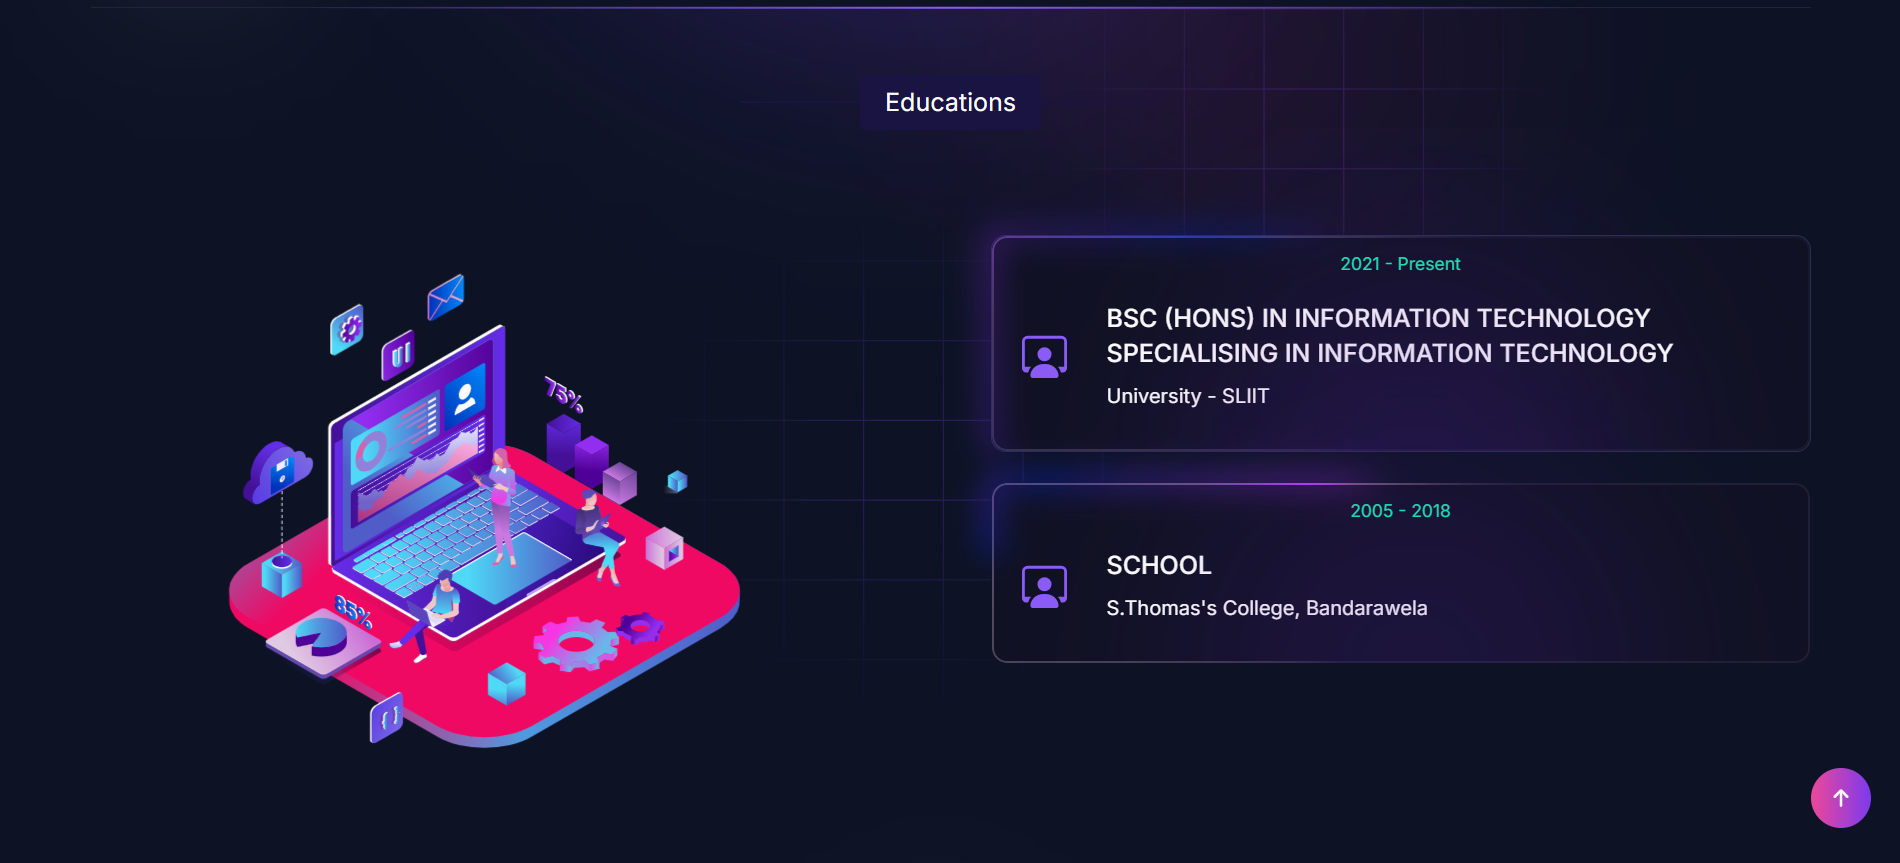 Educations
UI
75%
85%
{ }
2021 - Present
BSC (HONS) IN INFORMATION TECHNOLOGY
SPECIALISING IN INFORMATION TECHNOLOGY
University - SLIIT
2005 - 2018
SCHOOL
S.Thomas's College, Bandarawela